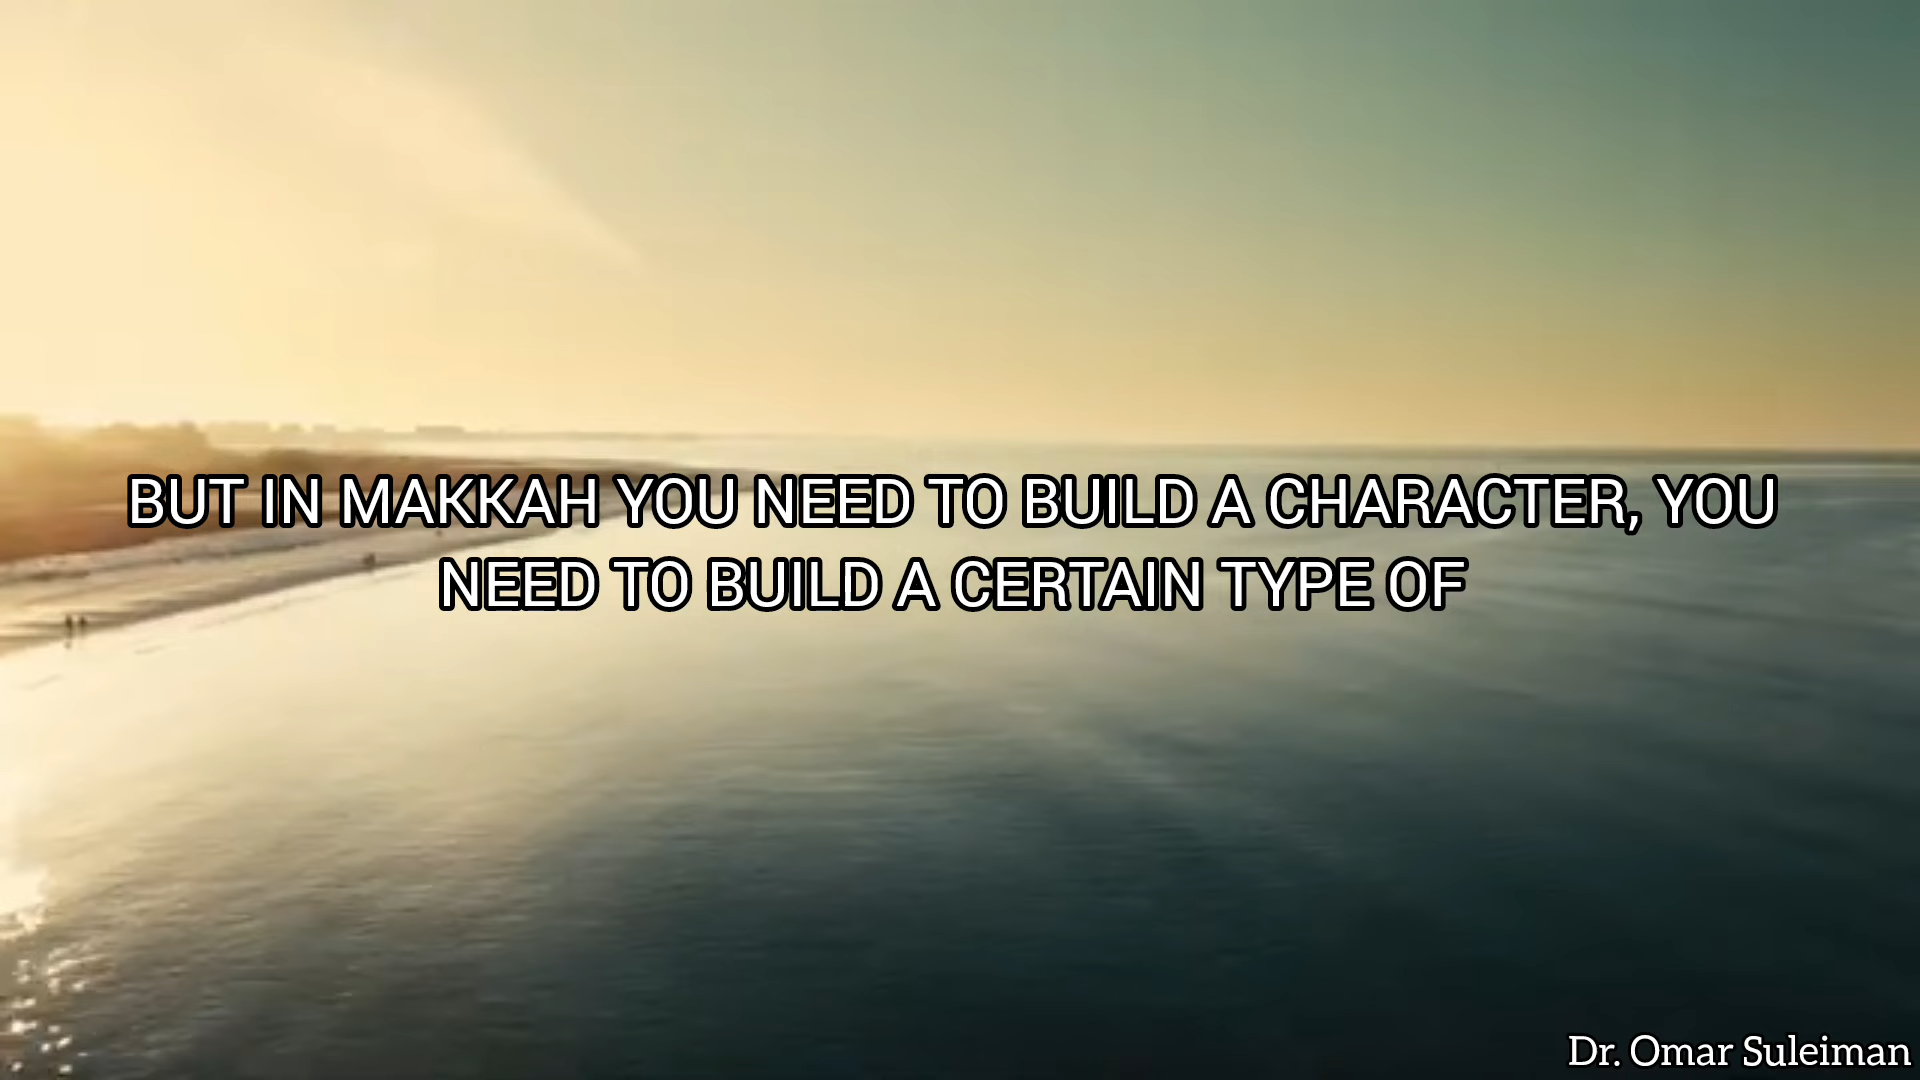 BUT IN MAKKAH YOU NEED TO BUILD A CHARACTER, YOU
NEED TO BUILD A CERTAIN TYPE OF
Dr. Omar Suleiman